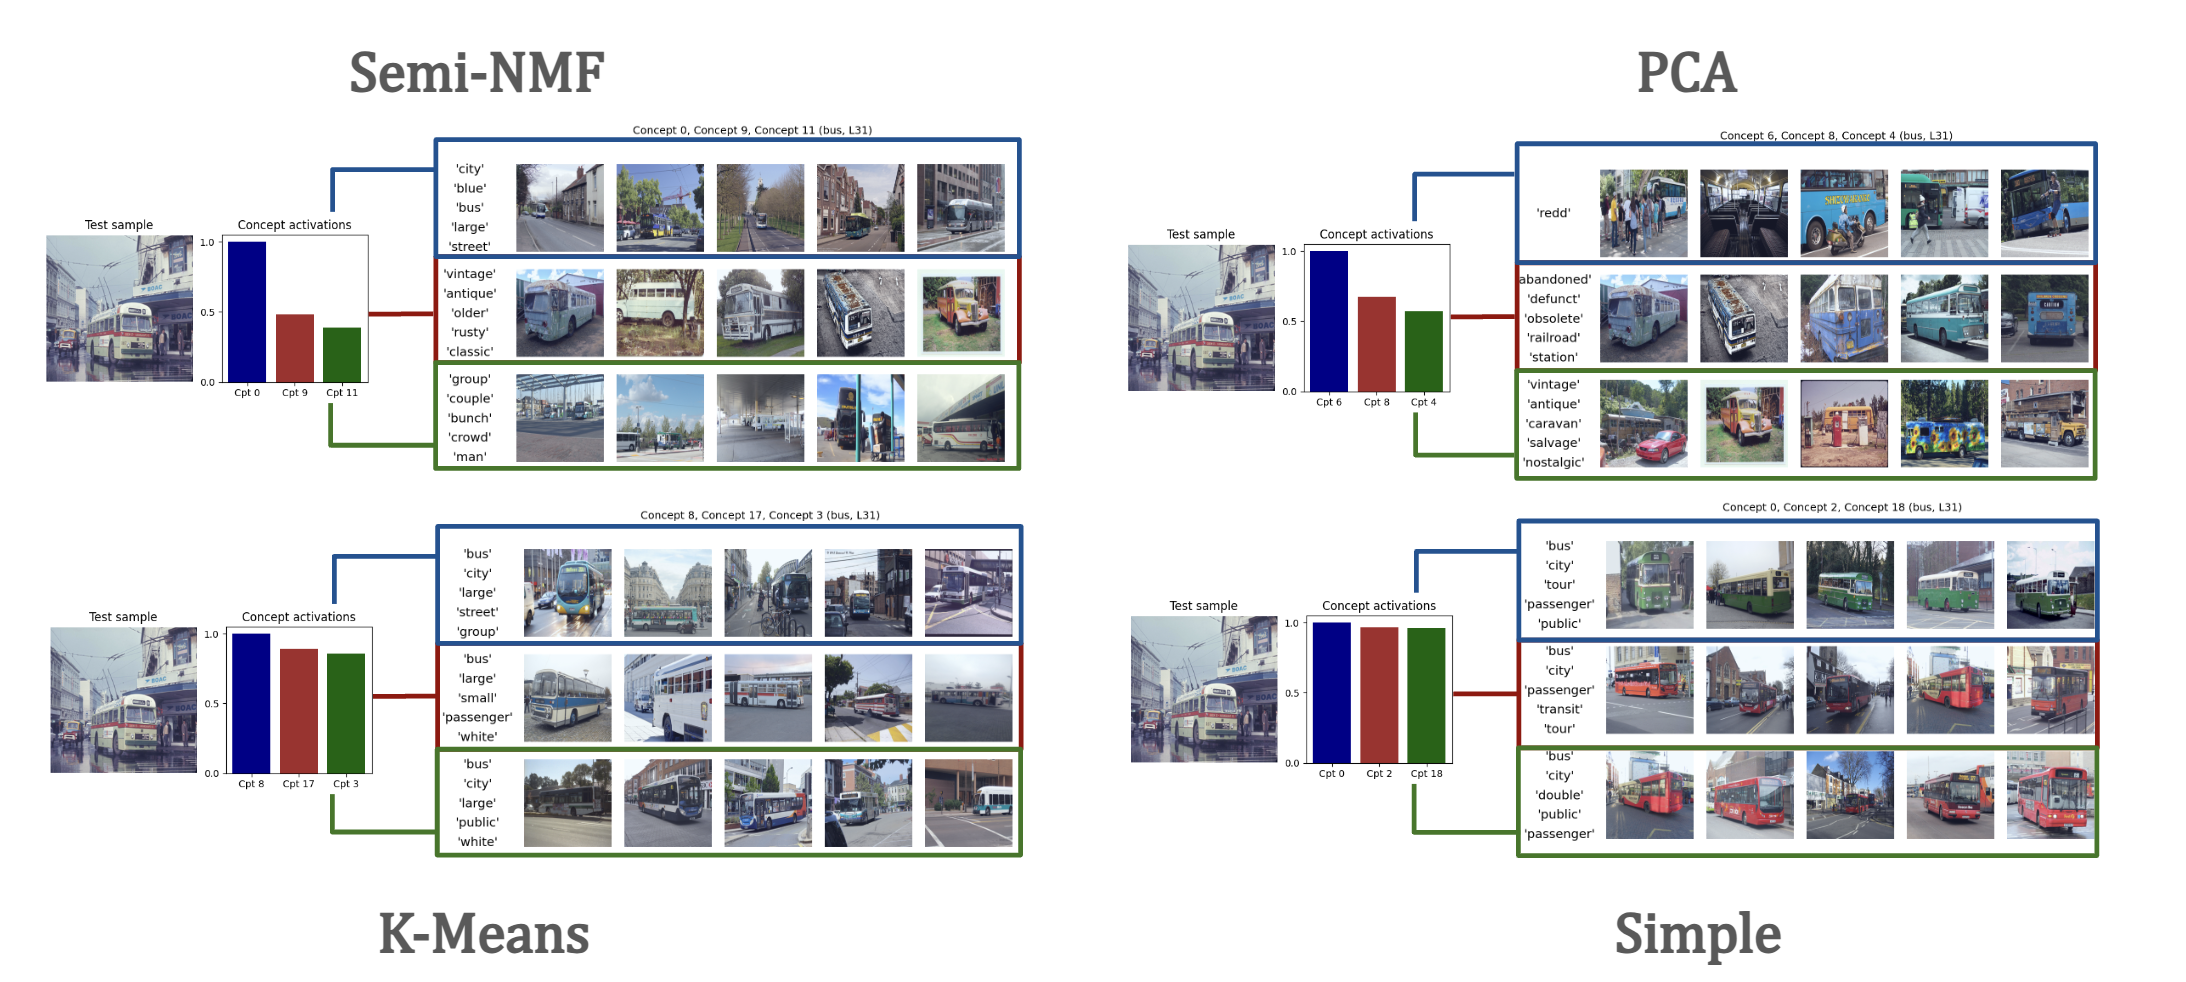 Semi-NMF
Concept 0, Concept 9, Concept 11 (bus, L31)
Test sample
Concept activations
1.0
0.5
0.0
Cpt 0 Cpt 9 Cpt 11
'city'
'blue'
'bus'
'large'
'street'
'vintage'
'antique'
'older'
'rusty'
'classic'
'group'
'couple'
'bunch'
'crowd'
'man'
BOAC
PCA
Concept 6, Concept 8, Concept 4 (bus, L31)
Test sample
Concept activations
1.0
0.5
0.0
Cpt 6 Cpt 8 Cpt 4
'redd'
abandoned'
'defunct'
'obsolete'
'railroad'
'station'
'vintage'
'antique'
'caravan'
'salvage'
'nostalgic'
BOAC
CAUTION
Concept 8, Concept 17, Concept 3 (bus, L31)
Test sample
Concept activations
1.0
0.5
0.0
Cpt 8 Cpt 17 Cpt 3
'bus'
'city'
'large'
'street'
'group'
'bus'
'large'
'small'
'passenger'
'white'
'bus'
'city'
'large'
'public'
'white'
BOAC
K-Means
Concept 0, Concept 2, Concept 18 (bus, L31)
Test sample
Concept activations
1.0
0.5
0.0
Cpt 0 Cpt 2 Cpt 18
'bus'
'city'
'tour'
'passenger'
'public'
'bus'
'city'
'passenger'
'transit'
'tour'
'bus'
'city'
'double'
'public'
'passenger'
BOAC
Simple